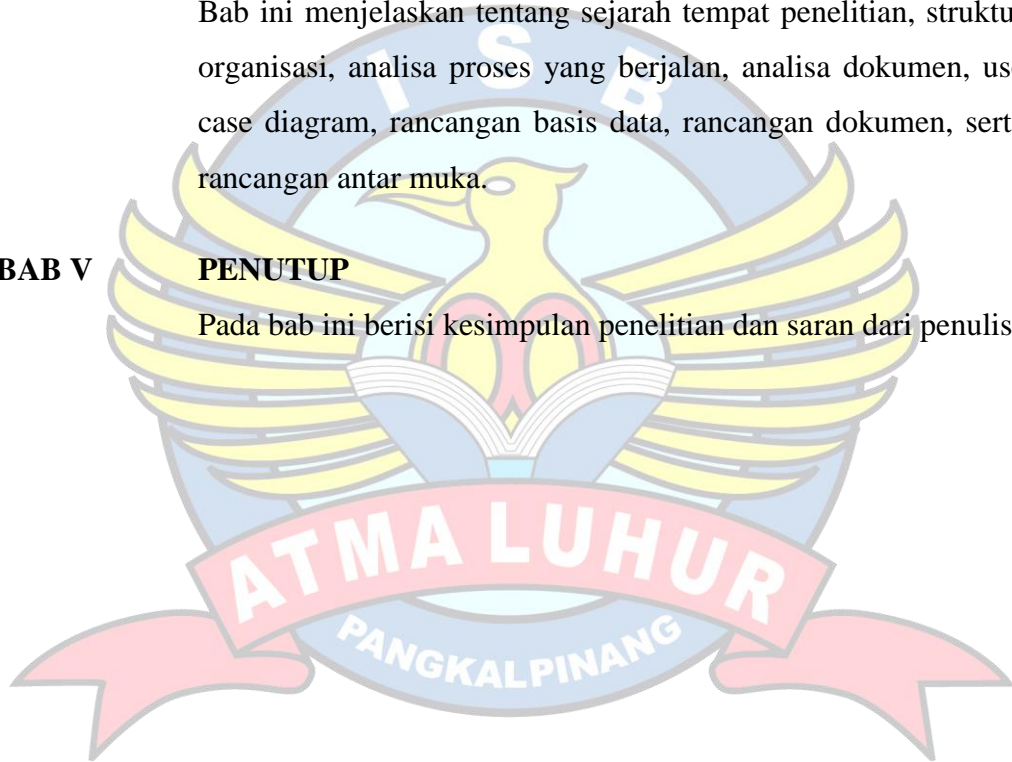 Bab ini menjelaskan tentang sejarah tempat penelitian, struktu
organisasi, analisa proses yang berjalan, analisa dokumen, us
case diagram, rancangan basis data, rancangan dokumen, sert
rancangan antar muka.
BAB V PENUTUP
Pada bab ini berisi kesimpulan penelitian dan saran dari penulis
I S B
ATMA LUHUR
PANGKALPINANG